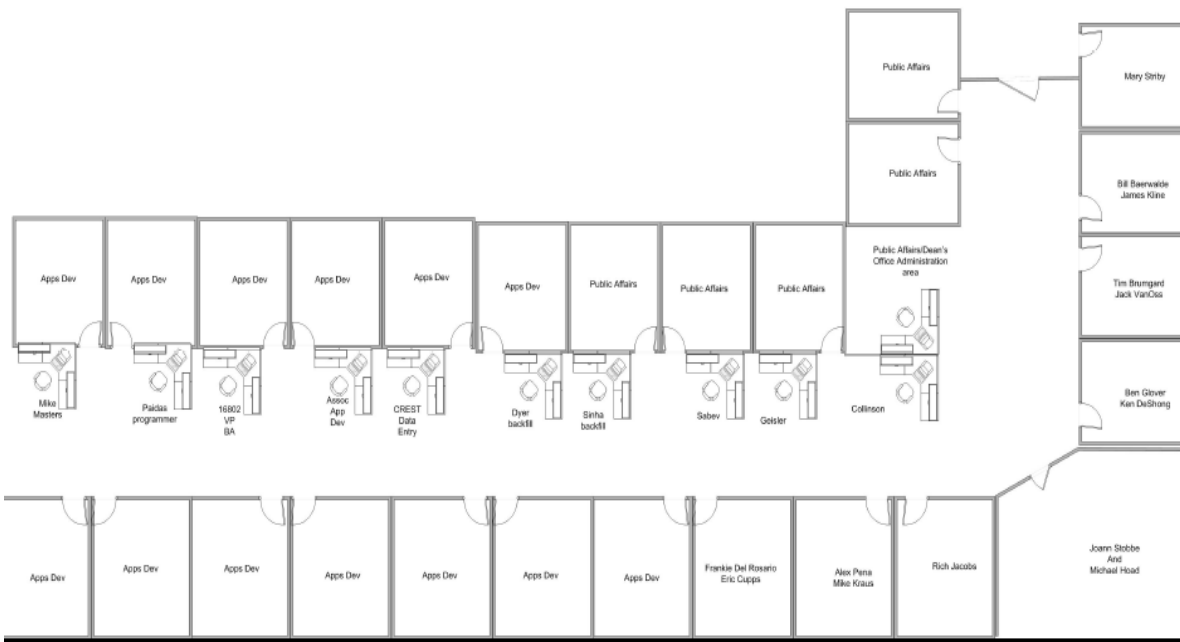 Public Affairs
Mary Striby
Public Affairs
Bill Baerwalde
James Kline
Public Affairs/Dean's
Office Administration
area
Tim Brumgard
Jack VanOss
Apps Dev
Apps Dev
Apps Dev
Apps Dev
Apps Dev
Apps Dev
Public Affairs
Public Affairs
Public Affairs
Ben Glover
Ken DeShong
Mike
Masters
Paidas
programmer
16802
VP
BA
Assoc
App
Dev
CREST
Data
Entry
Dyer
backfill
Sinha
backfill
Sabev
Geisler
Collinson
Apps Dev
Apps Dev
Apps Dev
Apps Dev
Apps Dev
Apps Dev
Apps Dev
Frankie Del Rosario
Eric Cupps
Alex Pena
Mike Kraus
Rich Jacobs
Joann Stobbe
And
Michael Hoad